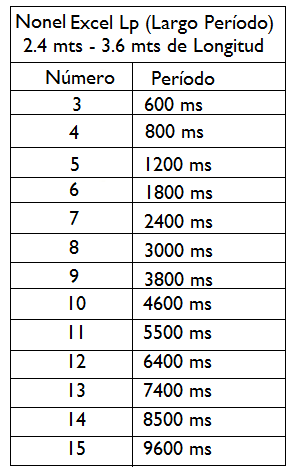 Nonel Excel Lp (Largo Período)
2.4 mts - 3.6 mts de Longitud
Número Período
3 600 ms
4 800 ms
5 1200 ms
6 1800 ms
7 2400 ms
8 3000 ms
9 3800 ms
10 4600 ms
11 5500 ms
12 6400 ms
13 7400 ms
14 8500 ms
15 9600 ms